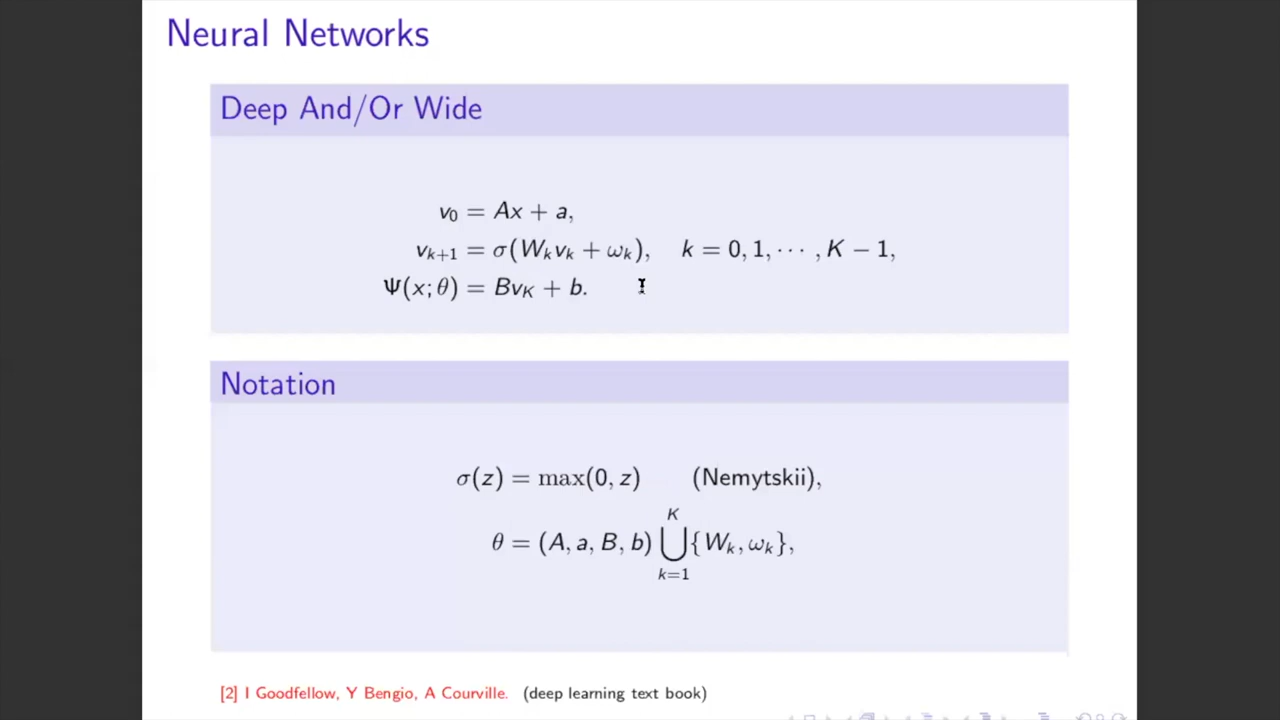 Neural Networks
Deep And/Or Wide
v₀ = Ax + a,
vₖ₊₁ = σ(Wₖvₖ + ωₖ), k = 0, 1, ⋯ , K − 1,
Ψ(x; θ) = Bv_K + b.
Notation
σ(z) = max(0, z) (Nemytskii),
θ = (A, a, B, b) ⋃_{k=1}^{K} {Wₖ, ωₖ},
[2] I Goodfellow, Y Bengio, A Courville. (deep learning text book)